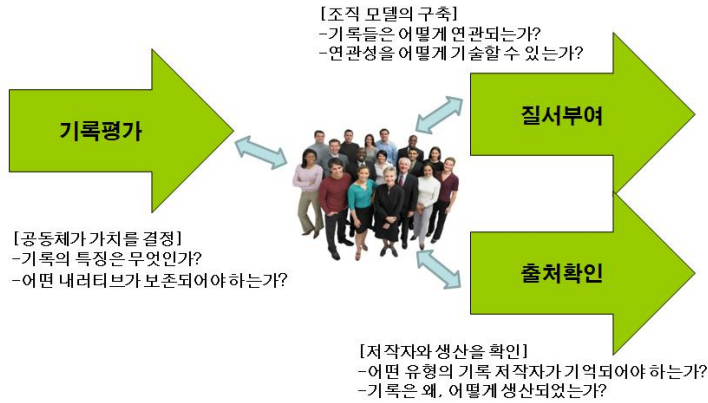 [조직 모델의 구축]
-기록들은 어떻게 연관되는가?
-연관성을 어떻게 기술할 수 있는가?
기록평가
질서부여
[공동체가 가치를 결정]
-기록의 특징은 무엇인가?
-어떤 내러티브가 보존되어야 하는가?
출처확인
[저작자와 생산을 확인]
-어떤 유형의 기록 저작자가 기억되어야 하는가?
-기록은 왜, 어떻게 생산되었는가?